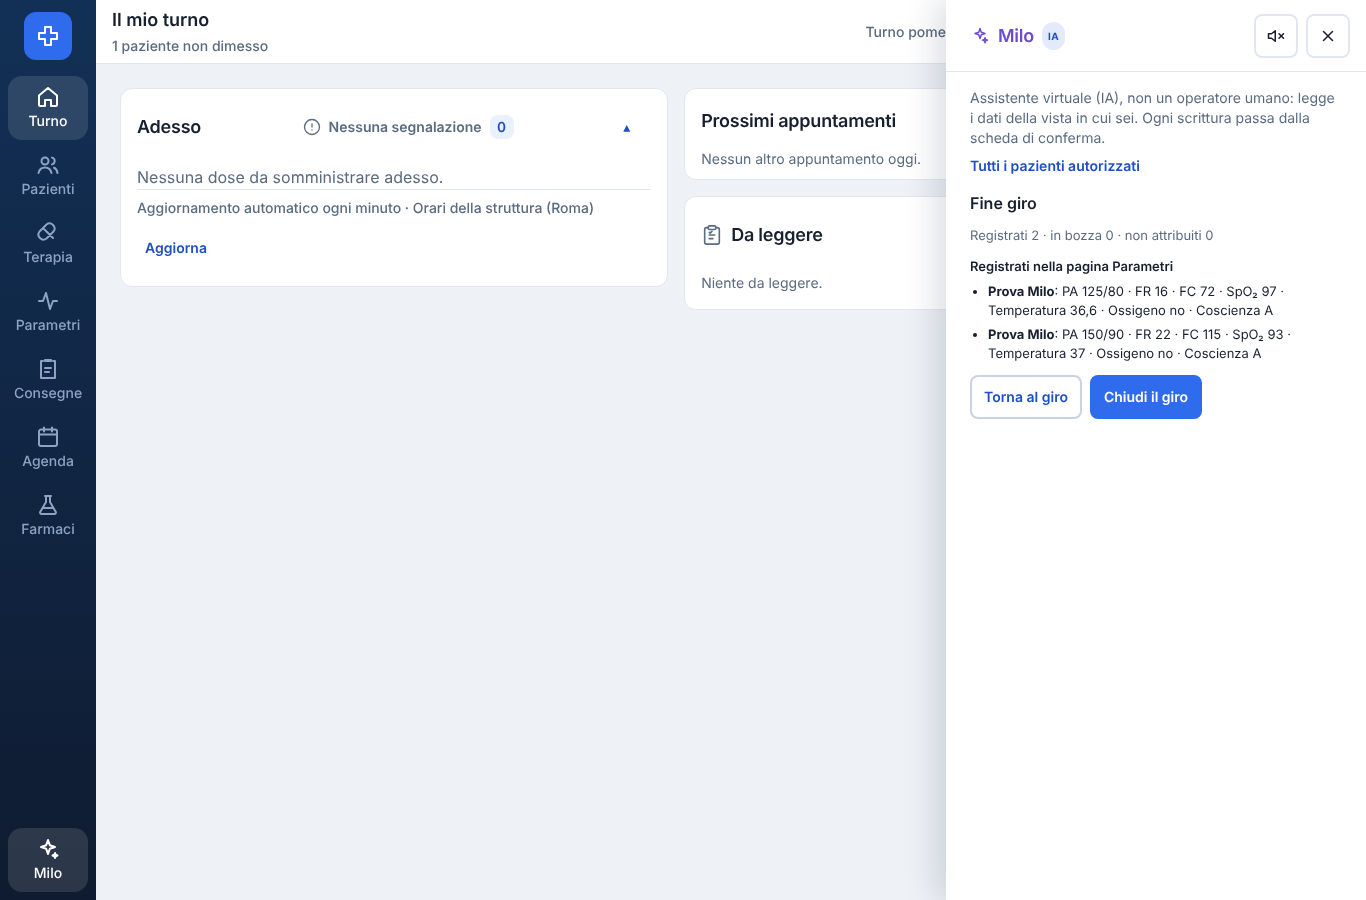 Turno
Pazienti
Terapia
Parametri
Consegne
Agenda
Farmaci
Milo
Il mio turno
1 paziente non dimesso
Turno pome
Adesso
Nessuna segnalazione 0
Nessuna dose da somministrare adesso.
Aggiornamento automatico ogni minuto · Orari della struttura (Roma)
Aggiorna
Prossimi appuntamenti
Nessun altro appuntamento oggi.
Da leggere
Niente da leggere.
Milo IA
Assistente virtuale (IA), non un operatore umano: legge
i dati della vista in cui sei. Ogni scrittura passa dalla
scheda di conferma.
Tutti i pazienti autorizzati
Fine giro
Registrati 2 · in bozza 0 · non attribuiti 0
Registrati nella pagina Parametri
• Prova Milo: PA 125/80 · FR 16 · FC 72 · SpO₂ 97 ·
Temperatura 36,6 · Ossigeno no · Coscienza A
• Prova Milo: PA 150/90 · FR 22 · FC 115 · SpO₂ 93 ·
Temperatura 37 · Ossigeno no · Coscienza A
Torna al giro
Chiudi il giro